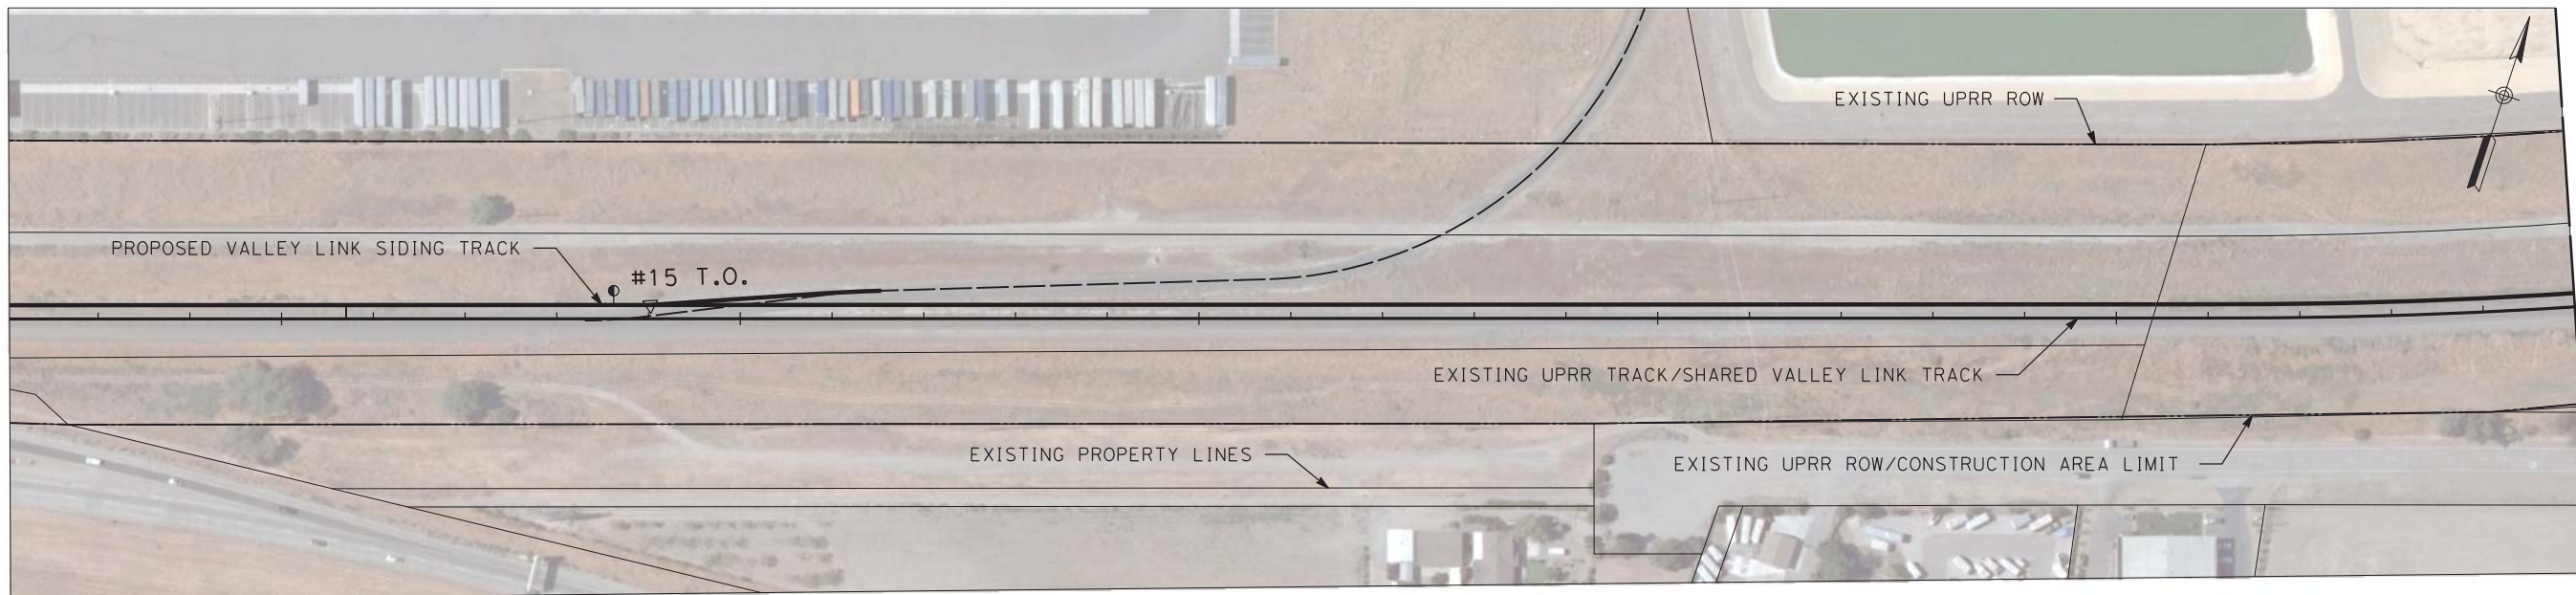 EXISTING UPRR ROW
PROPOSED VALLEY LINK SIDING TRACK
#15 T.O.
EXISTING UPRR TRACK/SHARED VALLEY LINK TRACK
EXISTING PROPERTY LINES
EXISTING UPRR ROW/CONSTRUCTION AREA LIMIT